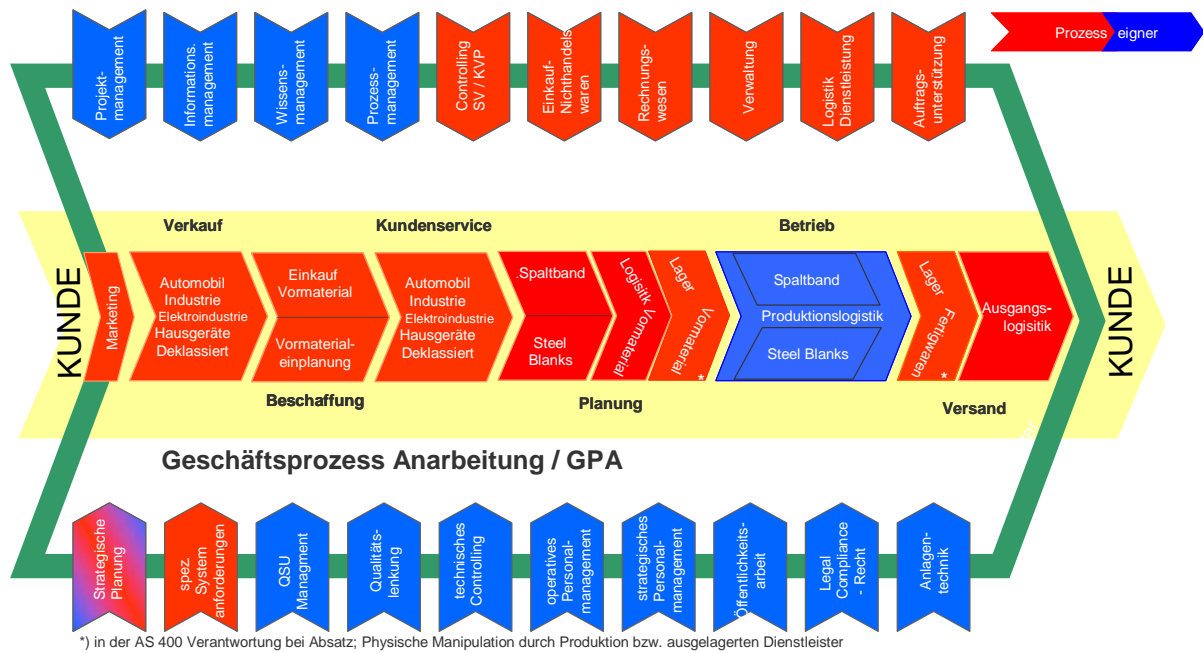 Projekt-
management
Informations.
management
Wissens-
management
Prozess-
management
Controlling
SV / KVP
Einkauf-
Nichthandels
waren
Rechnungs-
wesen
Verwaltung
Logistik
Dienstleistung
Auftrags-
unterstützung
Prozess eigner
Verkauf
Kundenservice
Betrieb
KUNDE
Marketing
Automobil
Industrie
Elektroindustrie
Hausgeräte
Deklassiert
Einkauf
Vormaterial
Vormaterial-
einplanung
Automobil
Industrie
Elektroindustrie
Hausgeräte
Deklassiert
.Spaltband
Steel
Blanks
Logisitk
Vormaterial
Lager
Vormaterial
*
Spaltband
Produktionslogistik
Steel Blanks
Lager
Fertigwaren
*
Ausgangs-
logisitik
KUNDE
Beschaffung
Planung
Versand
Geschäftsprozess Anarbeitung / GPA
Strategische
Planung
spez.
System
anforderungen
QSU
Managment
Qualitäts-
lenkung
technisches
Controlling
operatives
Personal-
management
strategisches
Personal-
management
Öffentlichkeits-
arbeit
Legal
Compliance
- Recht
Anlagen-
technik
*) in der AS 400 Verantwortung bei Absatz; Physische Manipulation durch Produktion bzw. ausgelagerten Dienstleister